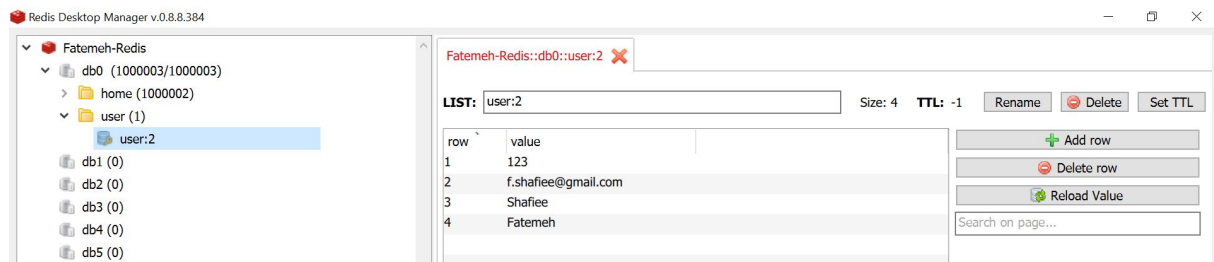 Redis Desktop Manager v.0.8.8.384
Fatemeh-Redis
db0 (1000003/1000003)
home (1000002)
user (1)
user:2
db1 (0)
db2 (0)
db3 (0)
db4 (0)
db5 (0)
Fatemeh-Redis::db0::user:2
LIST: user:2 Size: 4 TTL: -1 Rename Delete Set TTL
row value
1 123
2 f.shafiee@gmail.com
3 Shafiee
4 Fatemeh
Add row
Delete row
Reload Value
Search on page...